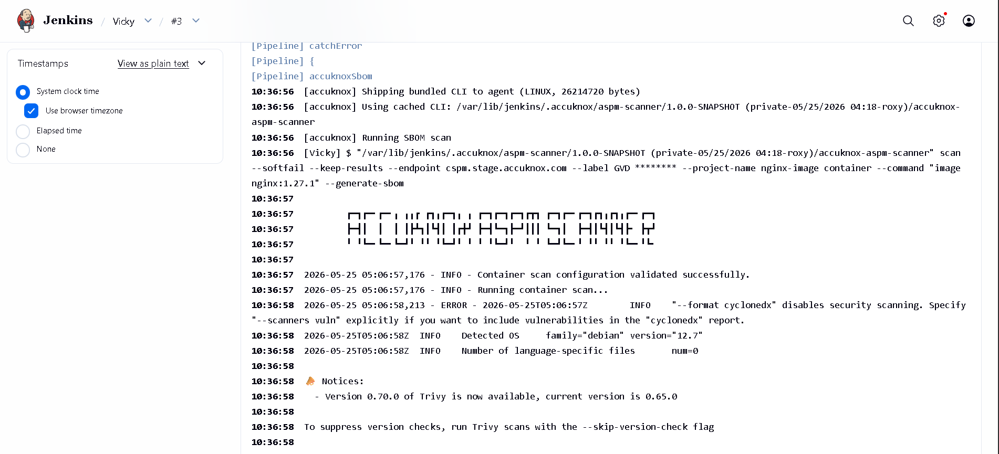 Jenkins / Vicky / #3
Timestamps
View as plain text
System clock time
Use browser timezone
Elapsed time
None
[Pipeline] catchError
[Pipeline] {
[Pipeline] accuknoxSbom
10:36:56 [accuknox] Shipping bundled CLI to agent (LINUX, 26214720 bytes)
10:36:56 [accuknox] Using cached CLI: /var/lib/jenkins/.accuknox/aspm-scanner/1.0.0-SNAPSHOT (private-05/25/2026 04:18-roxy)/accuknox-
aspm-scanner
10:36:56 [accuknox] Running SBOM scan
10:36:56 [Vicky] $ "/var/lib/jenkins/.accuknox/aspm-scanner/1.0.0-SNAPSHOT (private-05/25/2026 04:18-roxy)/accuknox-aspm-scanner" scan
--softfail --keep-results --endpoint cspm.stage.accuknox.com --label GVD ******** --project-name nginx-image container --command "image
nginx:1.27.1" --generate-sbom
10:36:57
10:36:57
10:36:57 ACCUKNOX ASPM SCANNER
10:36:57
10:36:57
10:36:57 2026-05-25 05:06:57,176 - INFO - Container scan configuration validated successfully.
10:36:57 2026-05-25 05:06:57,176 - INFO - Running container scan...
10:36:58 2026-05-25 05:06:58,213 - ERROR - 2026-05-25T05:06:57Z INFO "--format cyclonedx" disables security scanning. Specify
"--scanners vuln" explicitly if you want to include vulnerabilities in the "cyclonedx" report.
10:36:58 2026-05-25T05:06:58Z INFO Detected OS family="debian" version="12.7"
10:36:58 2026-05-25T05:06:58Z INFO Number of language-specific files num=0
10:36:58
10:36:58 📣 Notices:
10:36:58 - Version 0.70.0 of Trivy is now available, current version is 0.65.0
10:36:58
10:36:58 To suppress version checks, run Trivy scans with the --skip-version-check flag
10:36:58